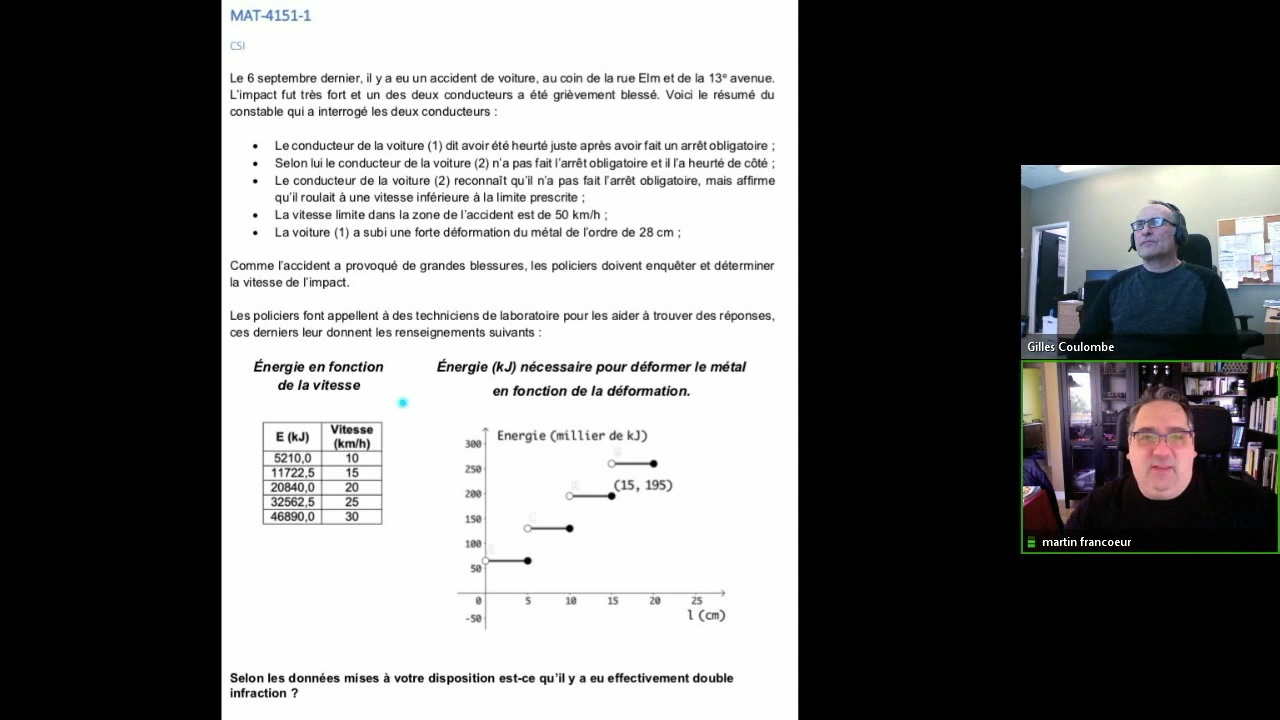 MAT-4151-1
CSI
Le 6 septembre dernier, il y a eu un accident de voiture, au coin de la rue Elm et de la 13e avenue.
L'impact fut très fort et un des deux conducteurs a été grièvement blessé. Voici le résumé du
constable qui a interrogé les deux conducteurs :
• Le conducteur de la voiture (1) dit avoir été heurté juste après avoir fait un arrêt obligatoire ;
• Selon lui le conducteur de la voiture (2) n'a pas fait l'arrêt obligatoire et il l'a heurté de côté ;
• Le conducteur de la voiture (2) reconnaît qu'il n'a pas fait l'arrêt obligatoire, mais affirme
qu'il roulait à une vitesse inférieure à la limite prescrite ;
• La vitesse limite dans la zone de l'accident est de 50 km/h ;
• La voiture (1) a subi une forte déformation du métal de l'ordre de 28 cm ;
Comme l'accident a provoqué de grandes blessures, les policiers doivent enquêter et déterminer
la vitesse de l'impact.
Les policiers font appellent à des techniciens de laboratoire pour les aider à trouver des réponses,
ces derniers leur donnent les renseignements suivants :
Énergie en fonction
de la vitesse
E (kJ) Vitesse (km/h)
5210,0 10
11722,5 15
20840,0 20
32562,5 25
46890,0 30
Énergie (kJ) nécessaire pour déformer le métal
en fonction de la déformation.
Energie (millier de kJ)
300
250
200
150
100
50
0
-50
(15, 195)
5 10 15 20 25
l (cm)
Selon les données mises à votre disposition est-ce qu'il y a eu effectivement double
infraction ?
Gilles Coulombe
martin francoeur